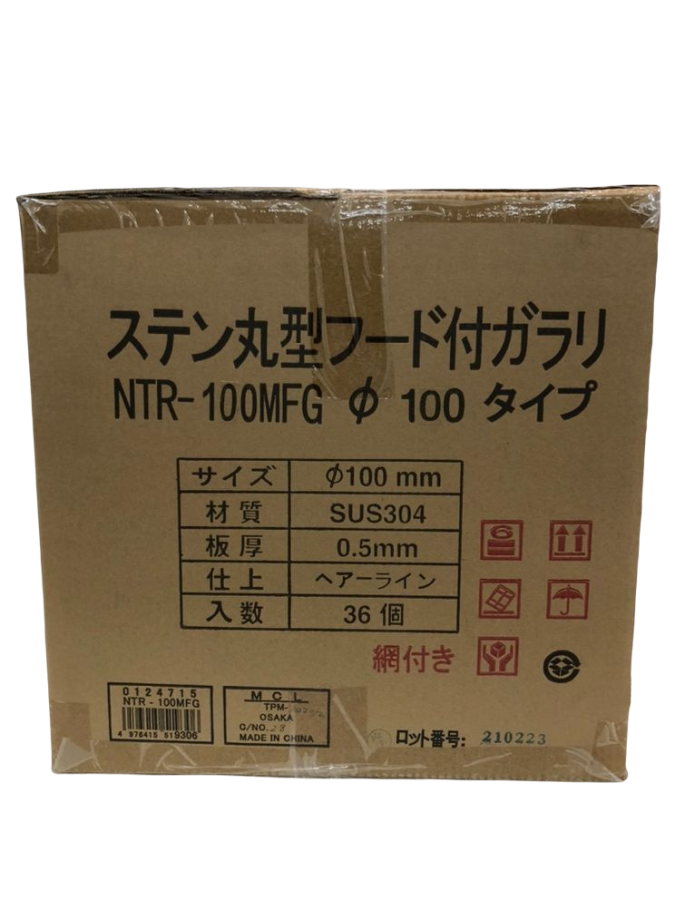 ステン丸型フード付ガラリ
NTR-100MFG φ 100 タイプ
サイズ φ100 mm
材質 SUS304
板厚 0.5mm
仕上 ヘアーライン
入数 36 個
6
網付き
0124715
NTR-100MFG
4 976415 519306
M C L
TPM-
OSAKA
C/NO. 28
MADE IN CHINA
ロット番号: 210223